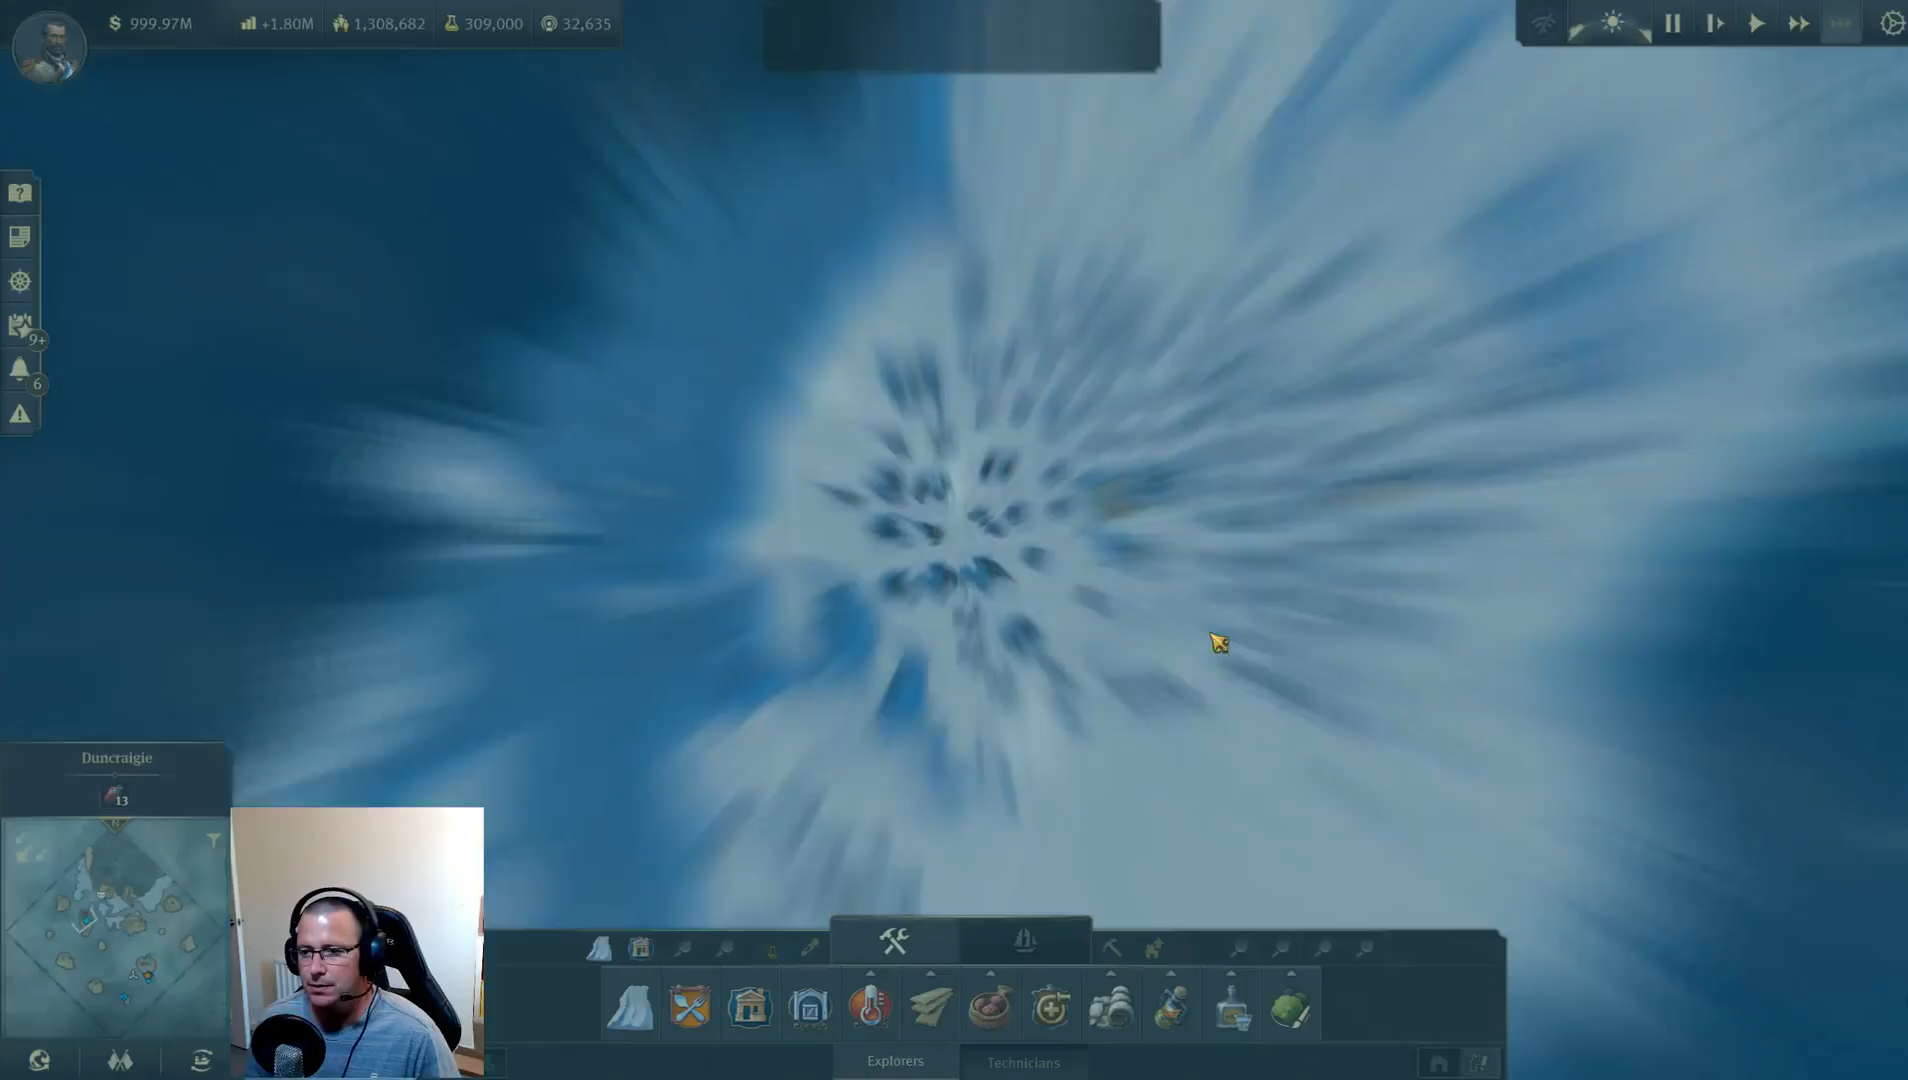 $ 999.97M +1.80M 1,308,682 309,000 32,635
9+
6
Duncraigie
13
N
Explorers Technicians